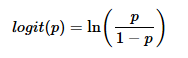 logit(p) = ln(p / (1 − p))